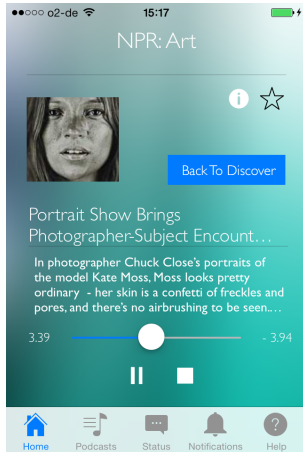 o2-de 15:17
NPR: Art
i
Back To Discover
Portrait Show Brings
Photographer-Subject Encount...
In photographer Chuck Close's portraits of
the model Kate Moss, Moss looks pretty
ordinary - her skin is a confetti of freckles and
pores, and there's no airbrushing to be seen....
3.39 - 3.94
Home Podcasts Status Notifications Help